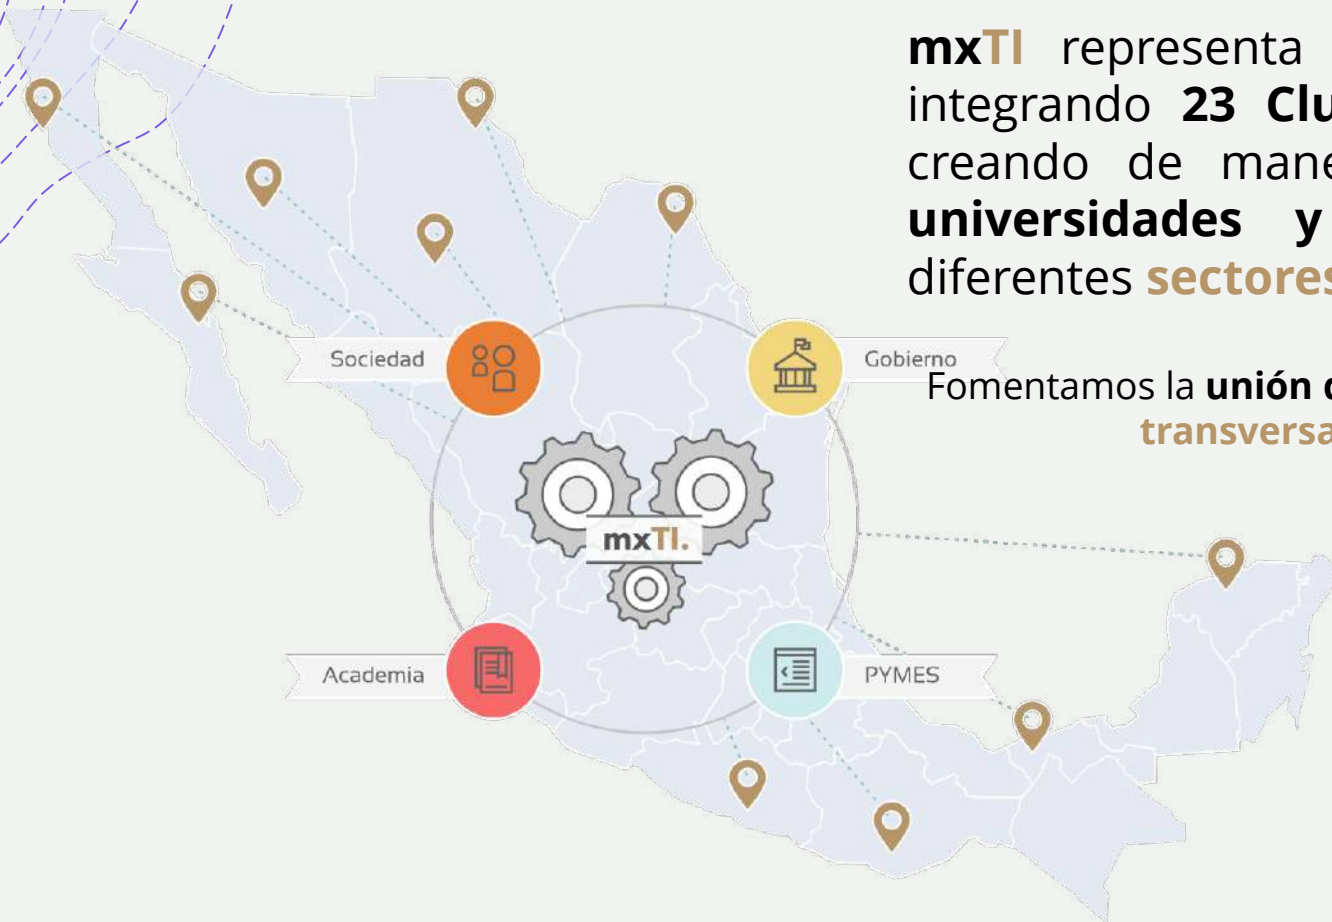 mxTI representa
integrando 23 Clu
creando de mane
universidades y
diferentes sectores
Sociedad
Gobierno
Fomentamos la unión d
transversa
mxTI.
Academia
PYMES